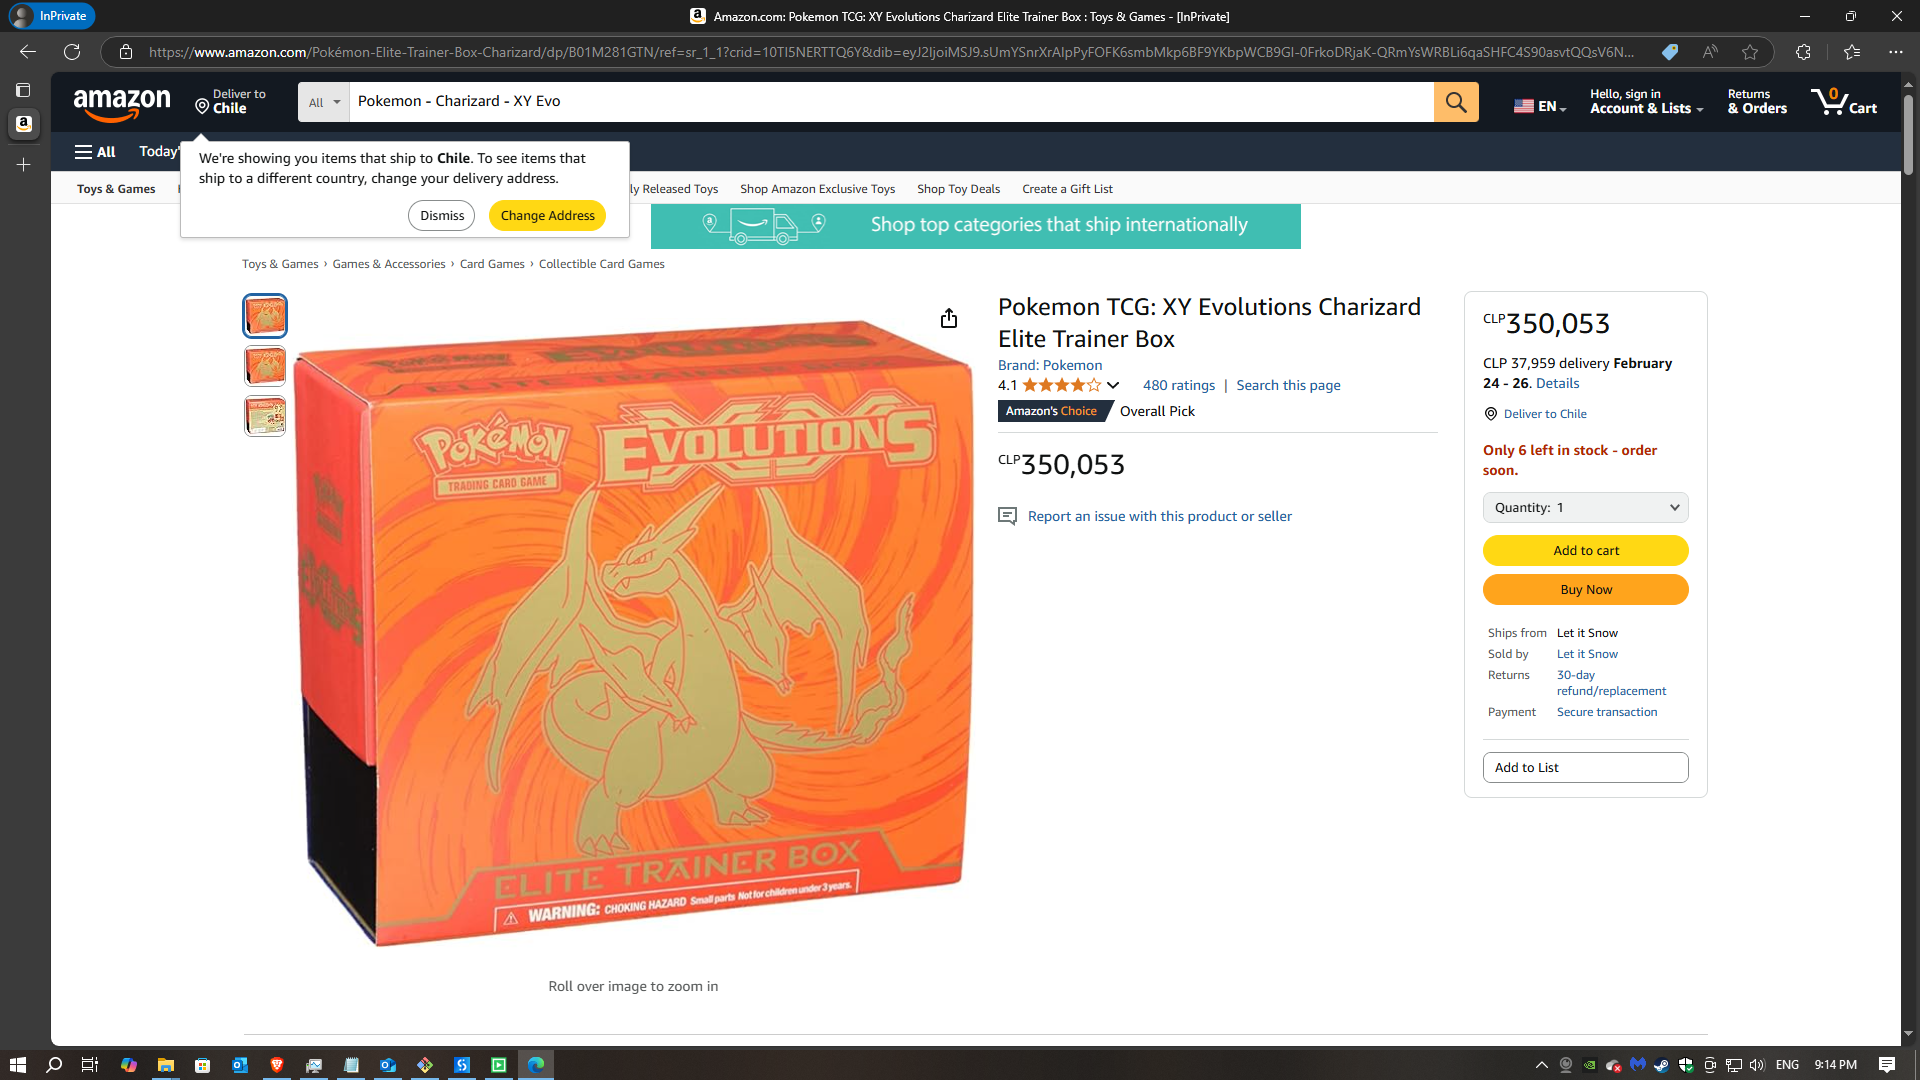 InPrivate
Amazon.com: Pokemon TCG: XY Evolutions Charizard Elite Trainer Box : Toys & Games - [InPrivate]
https://www.amazon.com/Pokémon-Elite-Trainer-Box-Charizard/dp/B01M281GTN/ref=sr_1_1?crid=10TI5NERTTQ6Y&dib=eyJ2IjoiMSJ9.sUmYSnrXrAlpPyFOFK6smbMkp6BF9YKbpWCB9GI-0FrkoDRjaK-QRmYsWRBLi6qaSHFC4S90asvtQQsV6N...
amazon
Deliver to
Chile
All
Pokemon - Charizard - XY Evo
EN
Hello, sign in
Account & Lists
Returns
& Orders
0
Cart
All
Today'
We're showing you items that ship to Chile. To see items that
ship to a different country, change your delivery address.
Dismiss
Change Address
Toys & Games
ly Released Toys
Shop Amazon Exclusive Toys
Shop Toy Deals
Create a Gift List
Shop top categories that ship internationally
Toys & Games › Games & Accessories › Card Games › Collectible Card Games
POKéMON
TRADING CARD GAME
XY
EVOLUTIONS
ELITE TRAINER BOX
WARNING: CHOKING HAZARD Small parts Not for children under 3 years.
Roll over image to zoom in
Pokemon TCG: XY Evolutions Charizard
Elite Trainer Box
Brand: Pokemon
4.1
480 ratings | Search this page
Amazon's Choice
Overall Pick
CLP350,053
Report an issue with this product or seller
CLP350,053
CLP 37,959 delivery February
24 - 26. Details
Deliver to Chile
Only 6 left in stock - order
soon.
Quantity: 1
Add to cart
Buy Now
Ships from Let it Snow
Sold by Let it Snow
Returns 30-day
refund/replacement
Payment Secure transaction
Add to List
ENG
9:14 PM